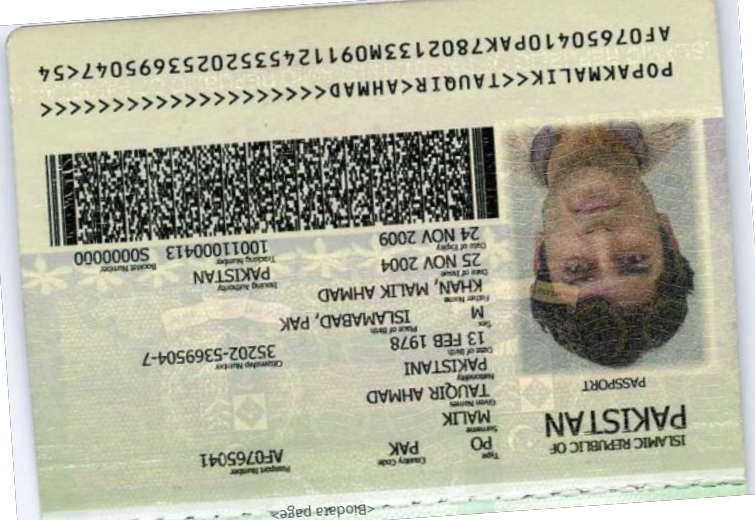 <Biodata page>
ISLAMIC REPUBLIC OF
PAKISTAN
PASSPORT
Type
PO
Country Code
PAK
Passport Number
AF0765041
Surname
MALIK
Given Names
TAUQIR AHMAD
Nationality
PAKISTANI
Date of Birth
13 FEB 1978
Citizenship Number
35202-5369504-7
Sex
M
Place of Birth
ISLAMABAD, PAK
Father Name
KHAN, MALIK AHMAD
Date of Issue
25 NOV 2004
Issuing Authority
PAKISTAN
Date of Expiry
24 NOV 2009
Tracking Number
10011000413
Booklet Number
S0000000
POPAKMALIK<<TAUQIR<AHMAD<<<<<<<<<<<<<<<<<<<<
AF07650410PAK7802133M09112453520253695047<54